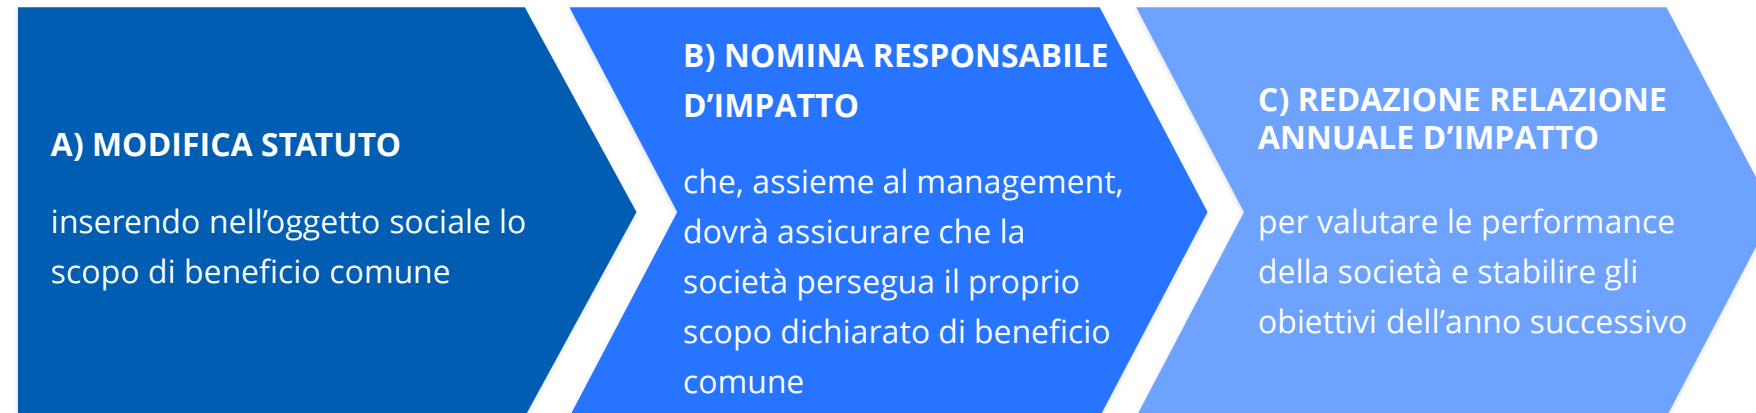 A) MODIFICA STATUTO
inserendo nell’oggetto sociale lo
scopo di beneficio comune
B) NOMINA RESPONSABILE
D’IMPATTO
che, assieme al management,
dovrà assicurare che la
società persegua il proprio
scopo dichiarato di beneficio
comune
C) REDAZIONE RELAZIONE
ANNUALE D’IMPATTO
per valutare le performance
della società e stabilire gli
obiettivi dell’anno successivo